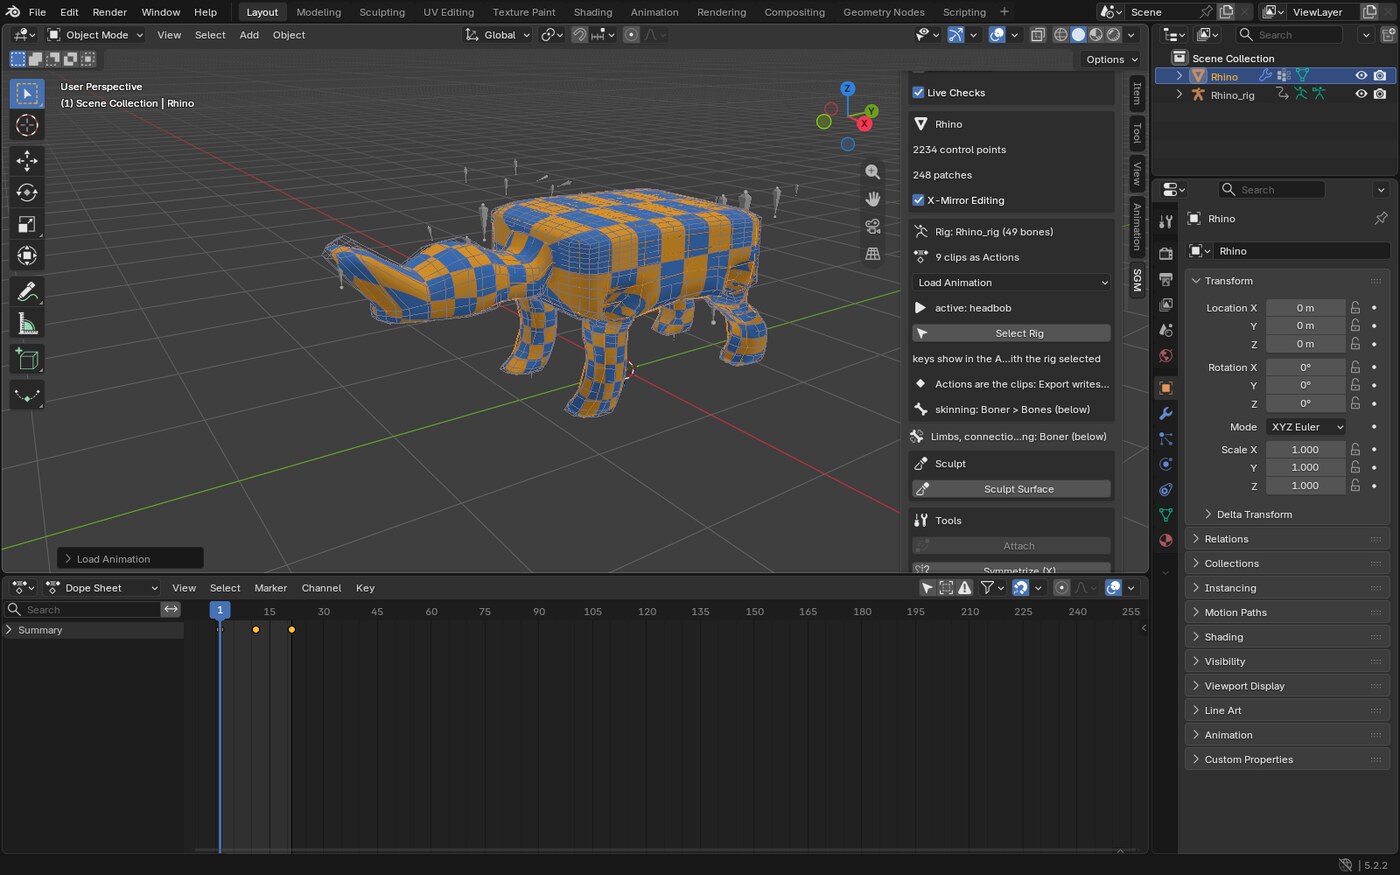 File Edit Render Window Help Layout Modeling Sculpting UV Editing Texture Paint Shading Animation Rendering Compositing Geometry Nodes Scripting + Scene ViewLayer
Object Mode View Select Add Object Global
Options
User Perspective
(1) Scene Collection | Rhino
Z
Y
X
Live Checks
Rhino
2234 control points
248 patches
X-Mirror Editing
Rig: Rhino_rig (49 bones)
9 clips as Actions
Load Animation
active: headbob
Select Rig
keys show in the A...ith the rig selected
Actions are the clips: Export writes...
skinning: Boner > Bones (below)
Limbs, connectio...ng: Boner (below)
Sculpt
Sculpt Surface
Tools
Attach
Symmetrize (X)
Item
Tool
View
Animation
SGM
Load Animation
Dope Sheet View Select Marker Channel Key
Search
1 15 30 45 60 75 90 105 120 135 150 165 180 195 210 225 240 255
Summary
Search
Scene Collection
Rhino
Rhino_rig
Search
Rhino
Rhino
Transform
Location X 0 m
Y 0 m
Z 0 m
Rotation X 0°
Y 0°
Z 0°
Mode XYZ Euler
Scale X 1.000
Y 1.000
Z 1.000
Delta Transform
Relations
Collections
Instancing
Motion Paths
Shading
Visibility
Viewport Display
Line Art
Animation
Custom Properties
5.2.2